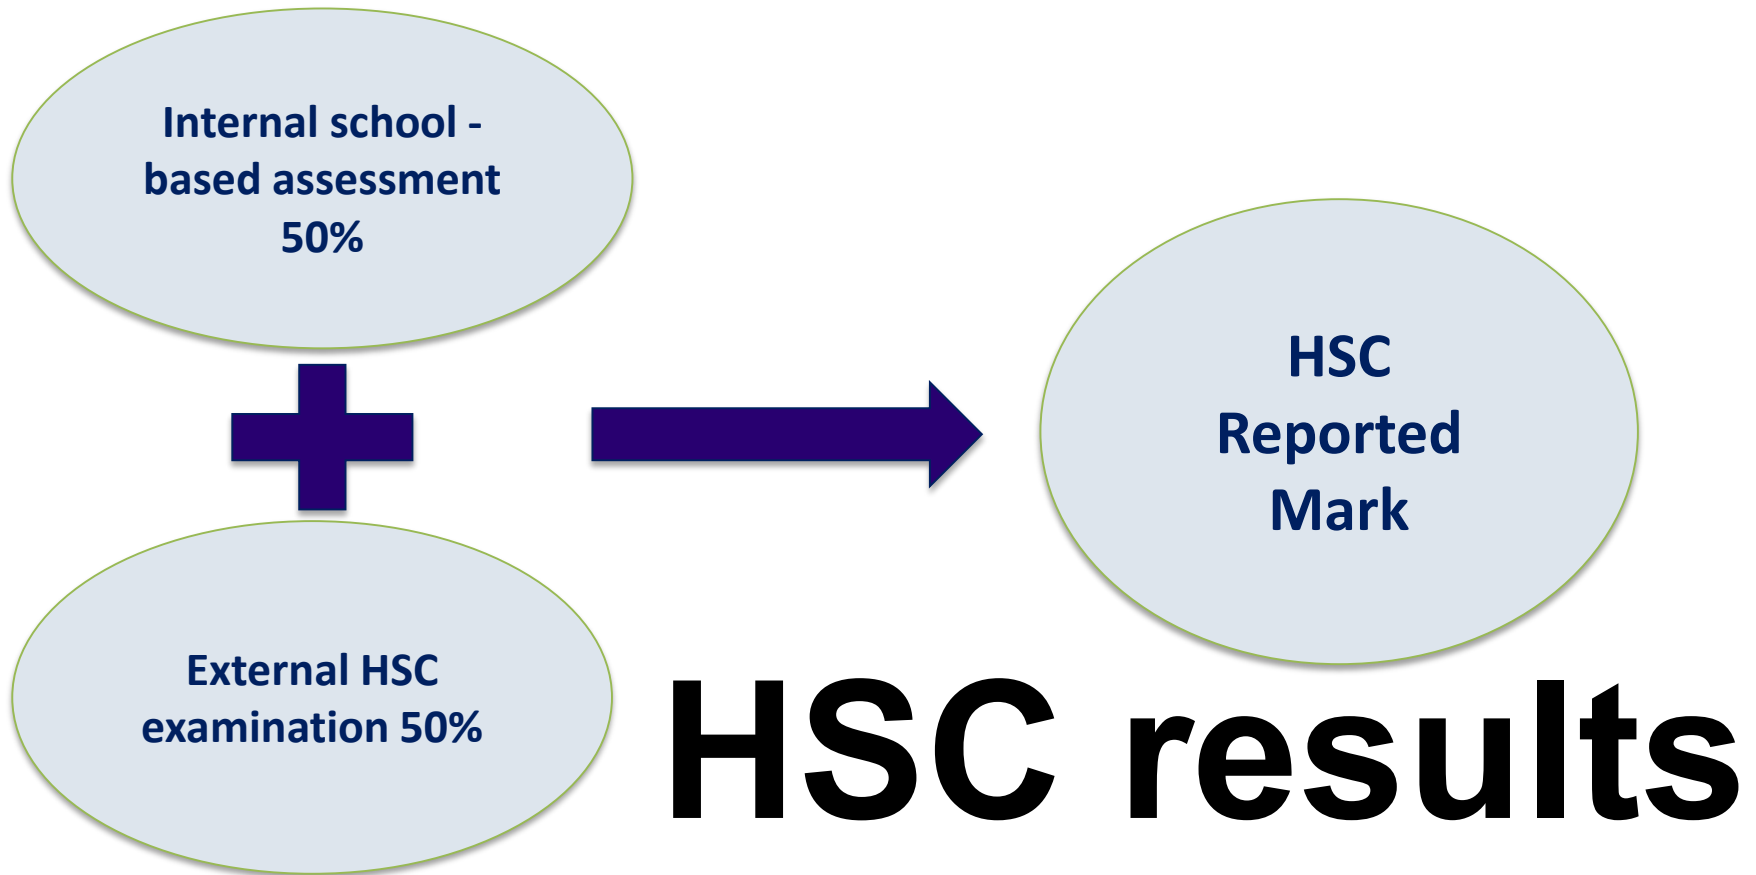 Internal school -
based assessment
50%
External HSC
examination 50%
HSC
Reported
Mark
HSC results